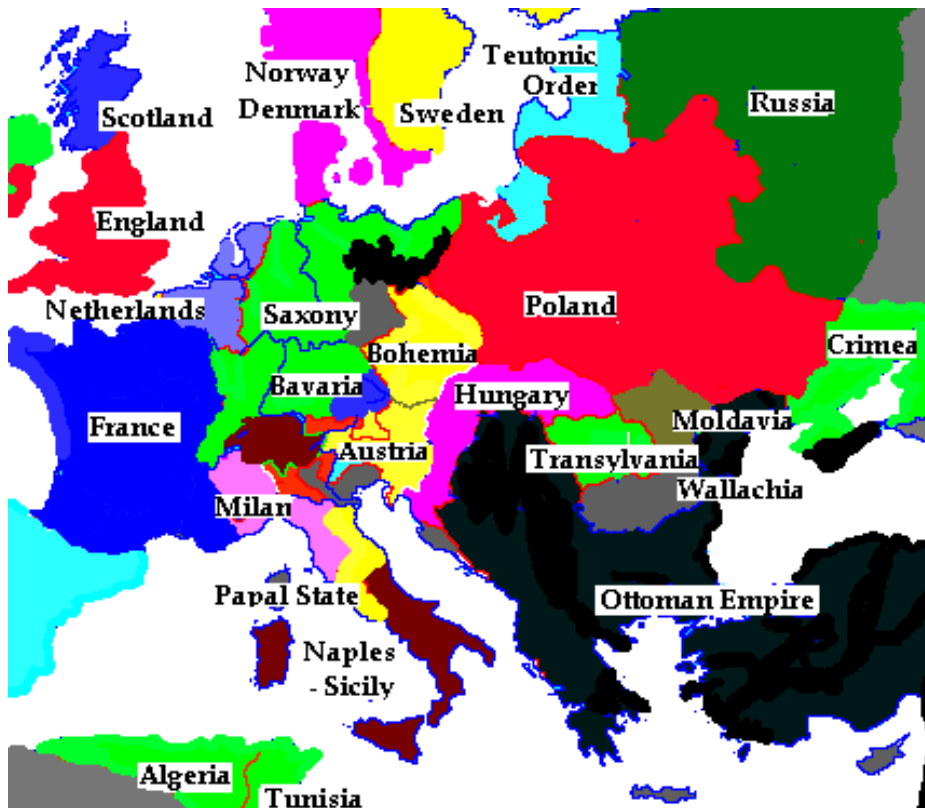 Norway
Denmark
Sweden
Teutonic
Order
Russia
Scotland
England
Netherlands
Saxony
Poland
Bohemia
Crimea
Bavaria
Hungary
Moldavia
France
Austria
Transylvania
Wallachia
Milan
Papal State
Ottoman Empire
Naples
- Sicily
Algeria
Tunisia